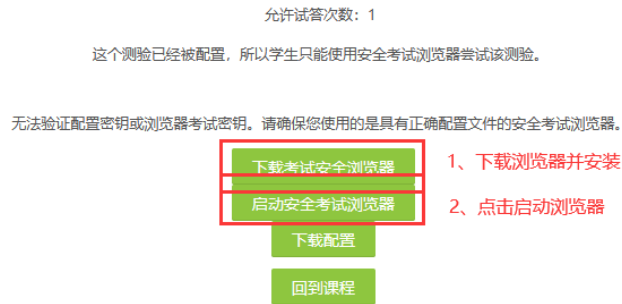 允许试答次数：1
这个测验已经被配置，所以学生只能使用安全考试浏览器尝试该测验。
无法验证配置密钥或浏览器考试密钥。请确保您使用的是具有正确配置文件的安全考试浏览器。
下载考试安全浏览器
1、下载浏览器并安装
启动安全考试浏览器
2、点击启动浏览器
下载配置
回到课程